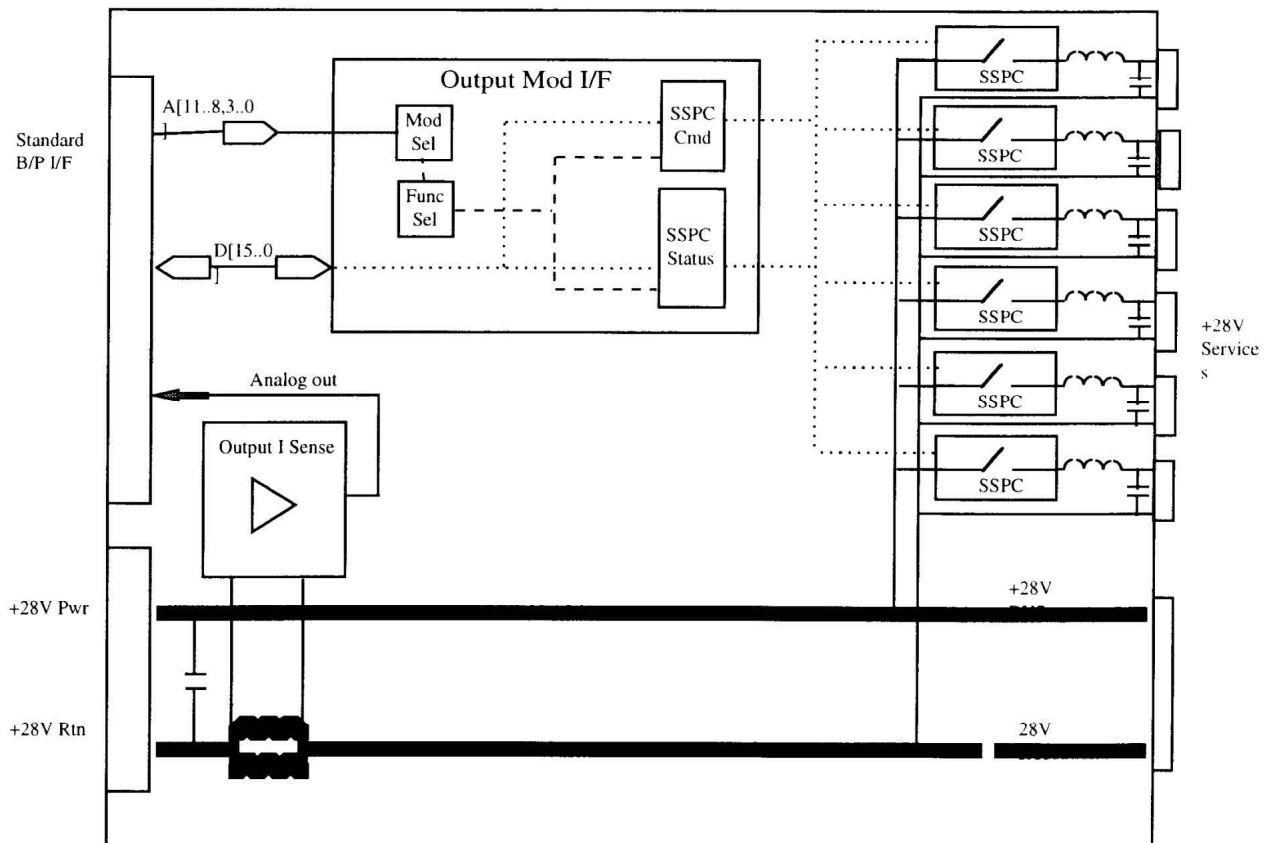 Output Mod I/F
A[11..8,3..0
]
Standard
B/P I/F
Mod
Sel
Func
Sel
SSPC
Cmd
SSPC
Status
D[15..0
]
SSPC
SSPC
SSPC
SSPC
SSPC
SSPC
+28V
Service
s
Analog out
Output I Sense
+28V Pwr
+28V
+28V Rtn
28V